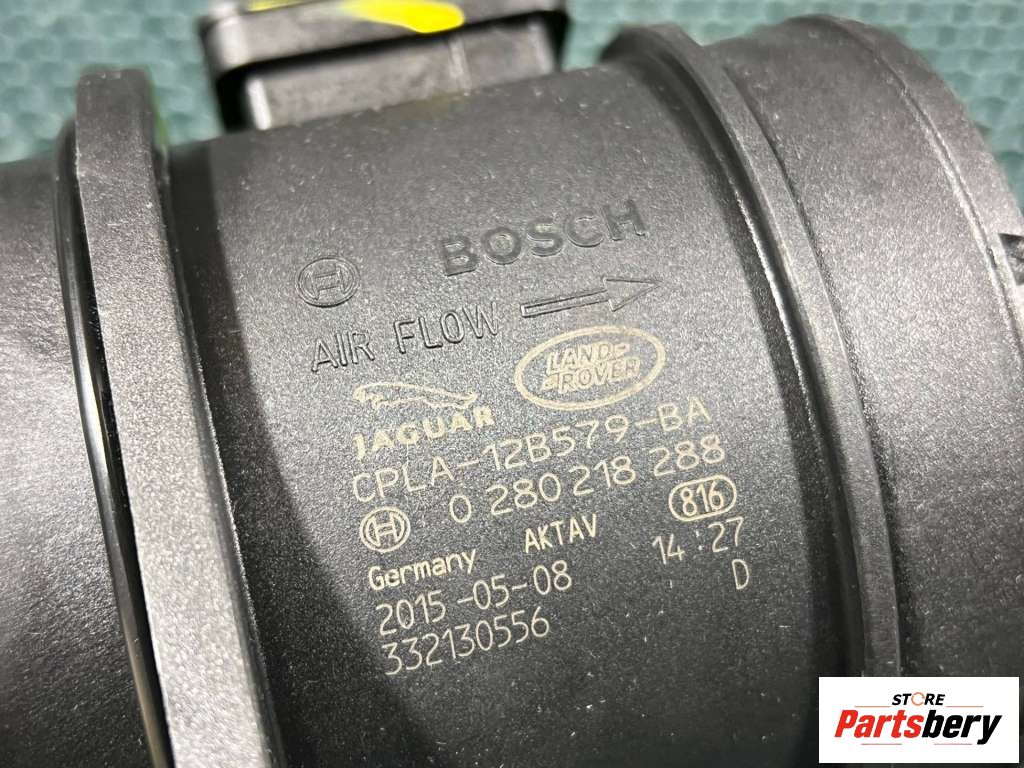 BOSCH
AIR FLOW
JAGUAR
LAND
ROVER
CPLA-12B579-BA
0 280 218 288
Germany AKTAV 816
2015-05-08 14:27
332130556 D
STORE
Partsbery